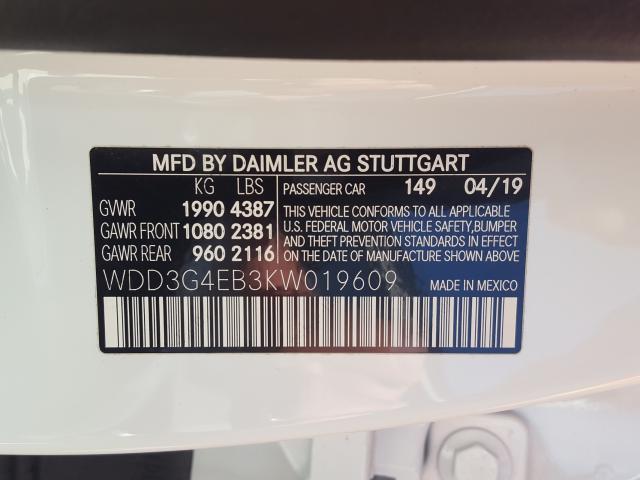 MFD BY DAIMLER AG STUTTGART
KG LBS
GVWR 1990 4387
GAWR FRONT 1080 2381
GAWR REAR 960 2116
PASSENGER CAR 149 04/19
THIS VEHICLE CONFORMS TO ALL APPLICABLE
U.S. FEDERAL MOTOR VEHICLE SAFETY,BUMPER
AND THEFT PREVENTION STANDARDS IN EFFECT
ON THE DATE OF MANUFACTURE SHOWN ABOVE
WDD3G4EB3KW019609 MADE IN MEXICO